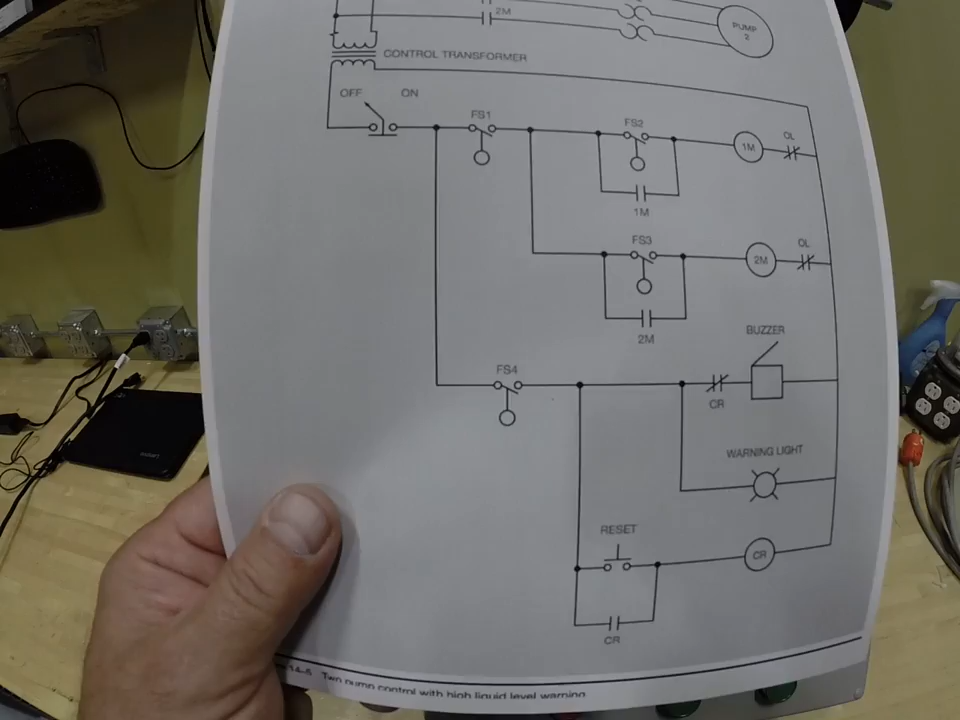 2M
PUMP
2
CONTROL TRANSFORMER
OFF ON
FS1
FS2
1M
OL
1M
FS3
2M
OL
2M
BUZZER
FS4
CR
WARNING LIGHT
RESET
CR
CR
14–5 Two pump control with high liquid level warning